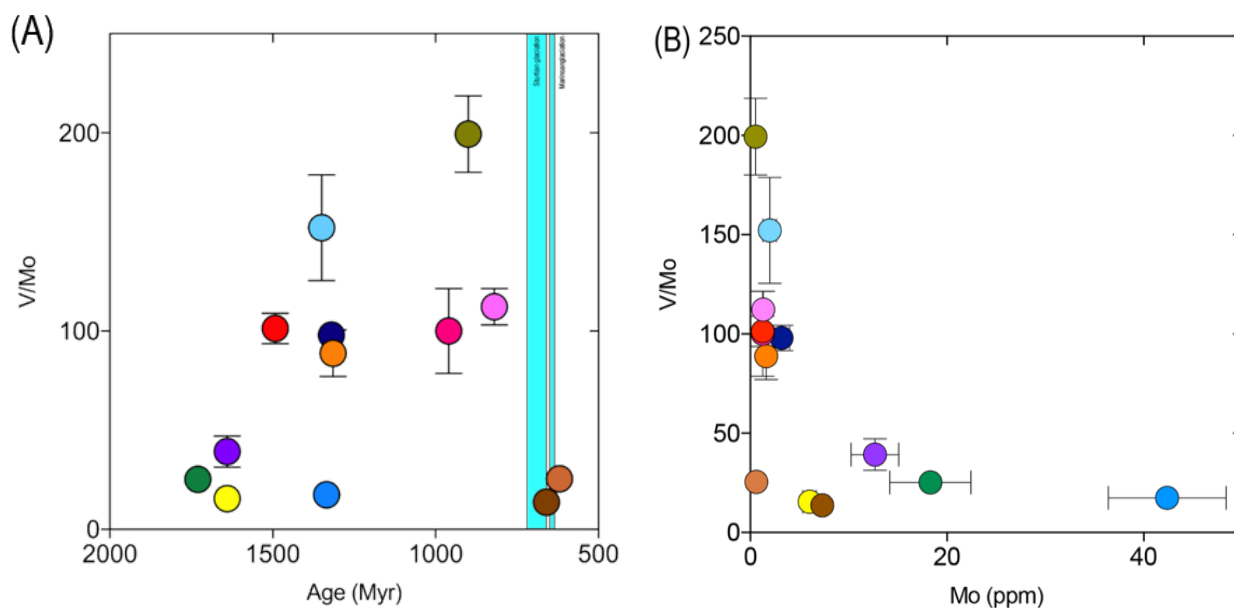 (A)
V/Mo
200
100
0
2000
1500
1000
500
Age (Myr)
Sturtian glaciation
Marinoan glaciation
(B)
V/Mo
250
200
150
100
50
0
0
20
40
Mo (ppm)